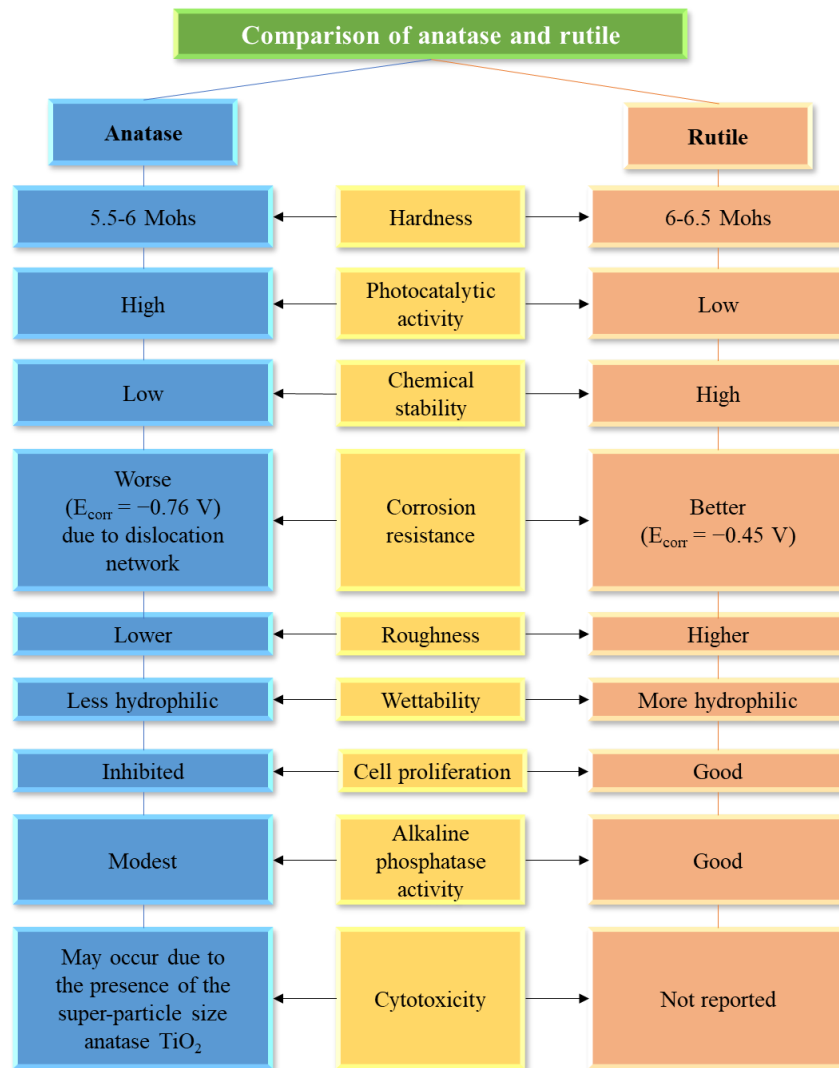 Comparison of anatase and rutile
Anatase
Rutile
5.5-6 Mohs
Hardness
6-6.5 Mohs
High
Photocatalytic
activity
Low
Low
Chemical
stability
High
Worse
(E_corr = −0.76 V)
due to dislocation
network
Corrosion
resistance
Better
(E_corr = −0.45 V)
Lower
Roughness
Higher
Less hydrophilic
Wettability
More hydrophilic
Inhibited
Cell proliferation
Good
Modest
Alkaline
phosphatase
activity
Good
May occur due to
the presence of the
super-particle size
anatase TiO₂
Cytotoxicity
Not reported